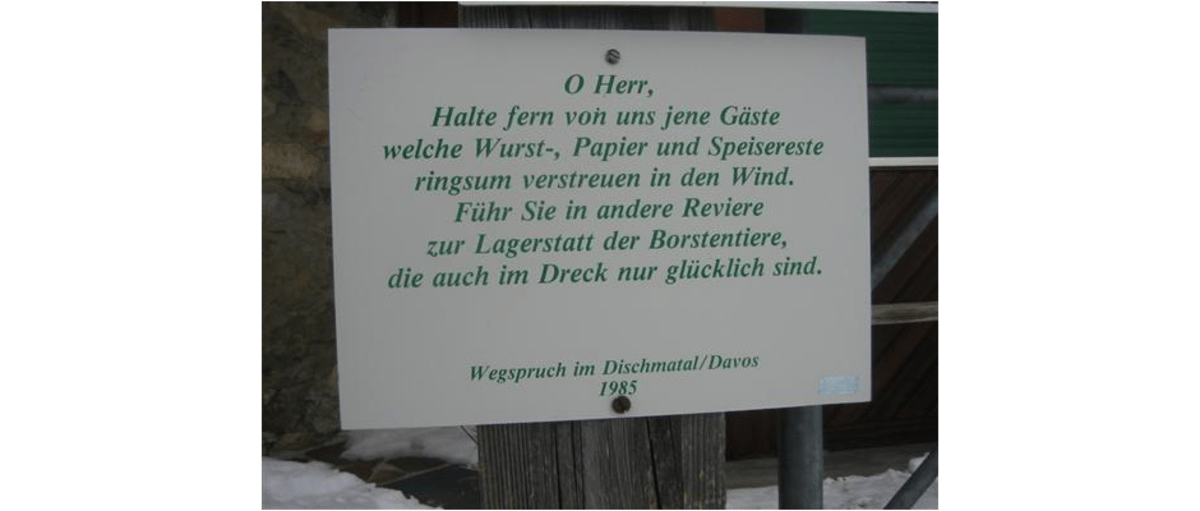 O Herr,
Halte fern von uns jene Gäste
welche Wurst-, Papier und Speisereste
ringsum verstreuen in den Wind.
Führ Sie in andere Reviere
zur Lagerstatt der Borstentiere,
die auch im Dreck nur glücklich sind.
Wegspruch im Dischmatal/Davos
1985